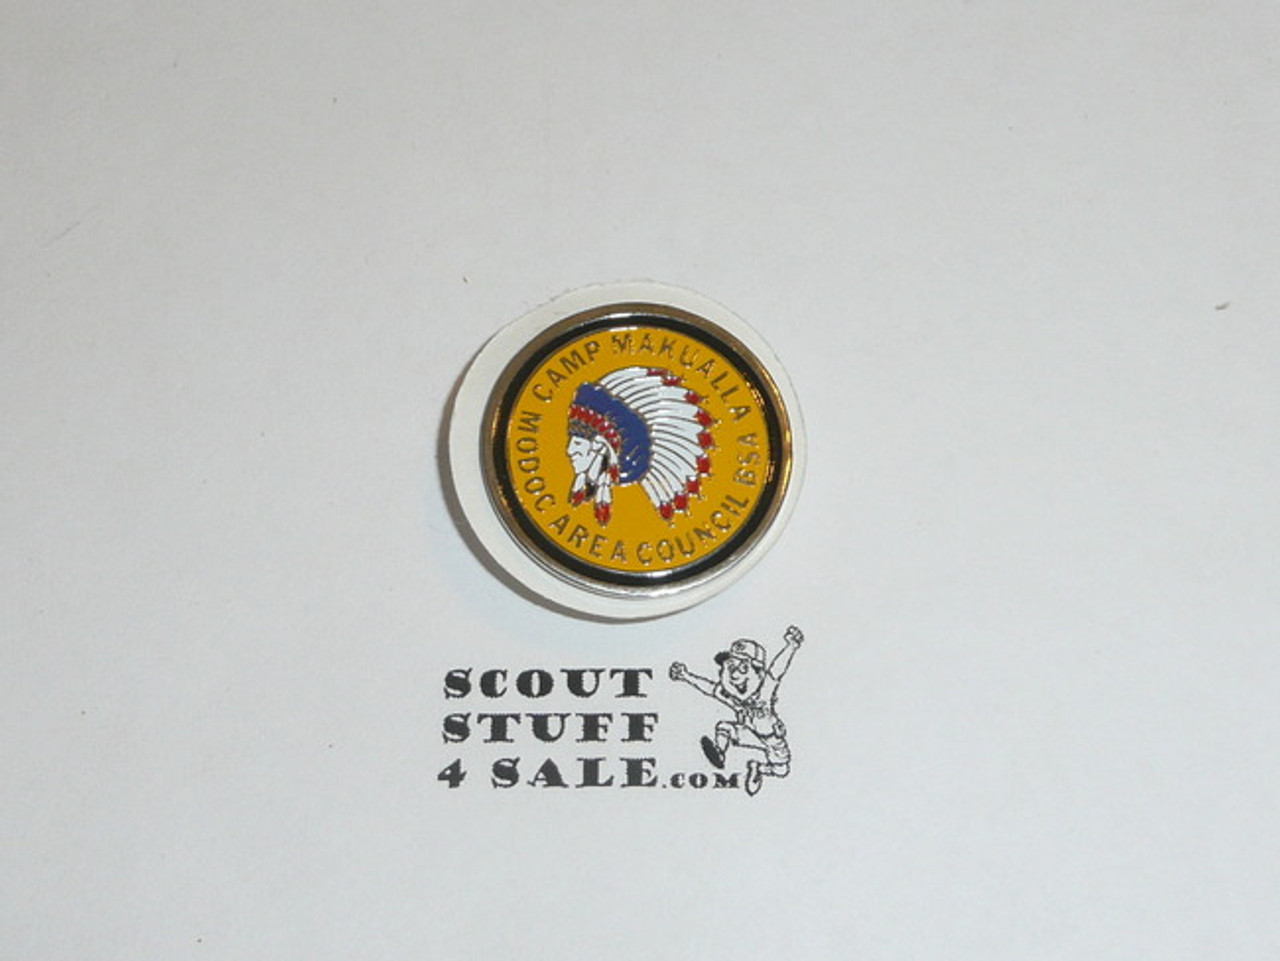 CAMP MAKUALLA
MODOC AREA COUNCIL BSA
SCOUT
STUFF
4 SALE.COM